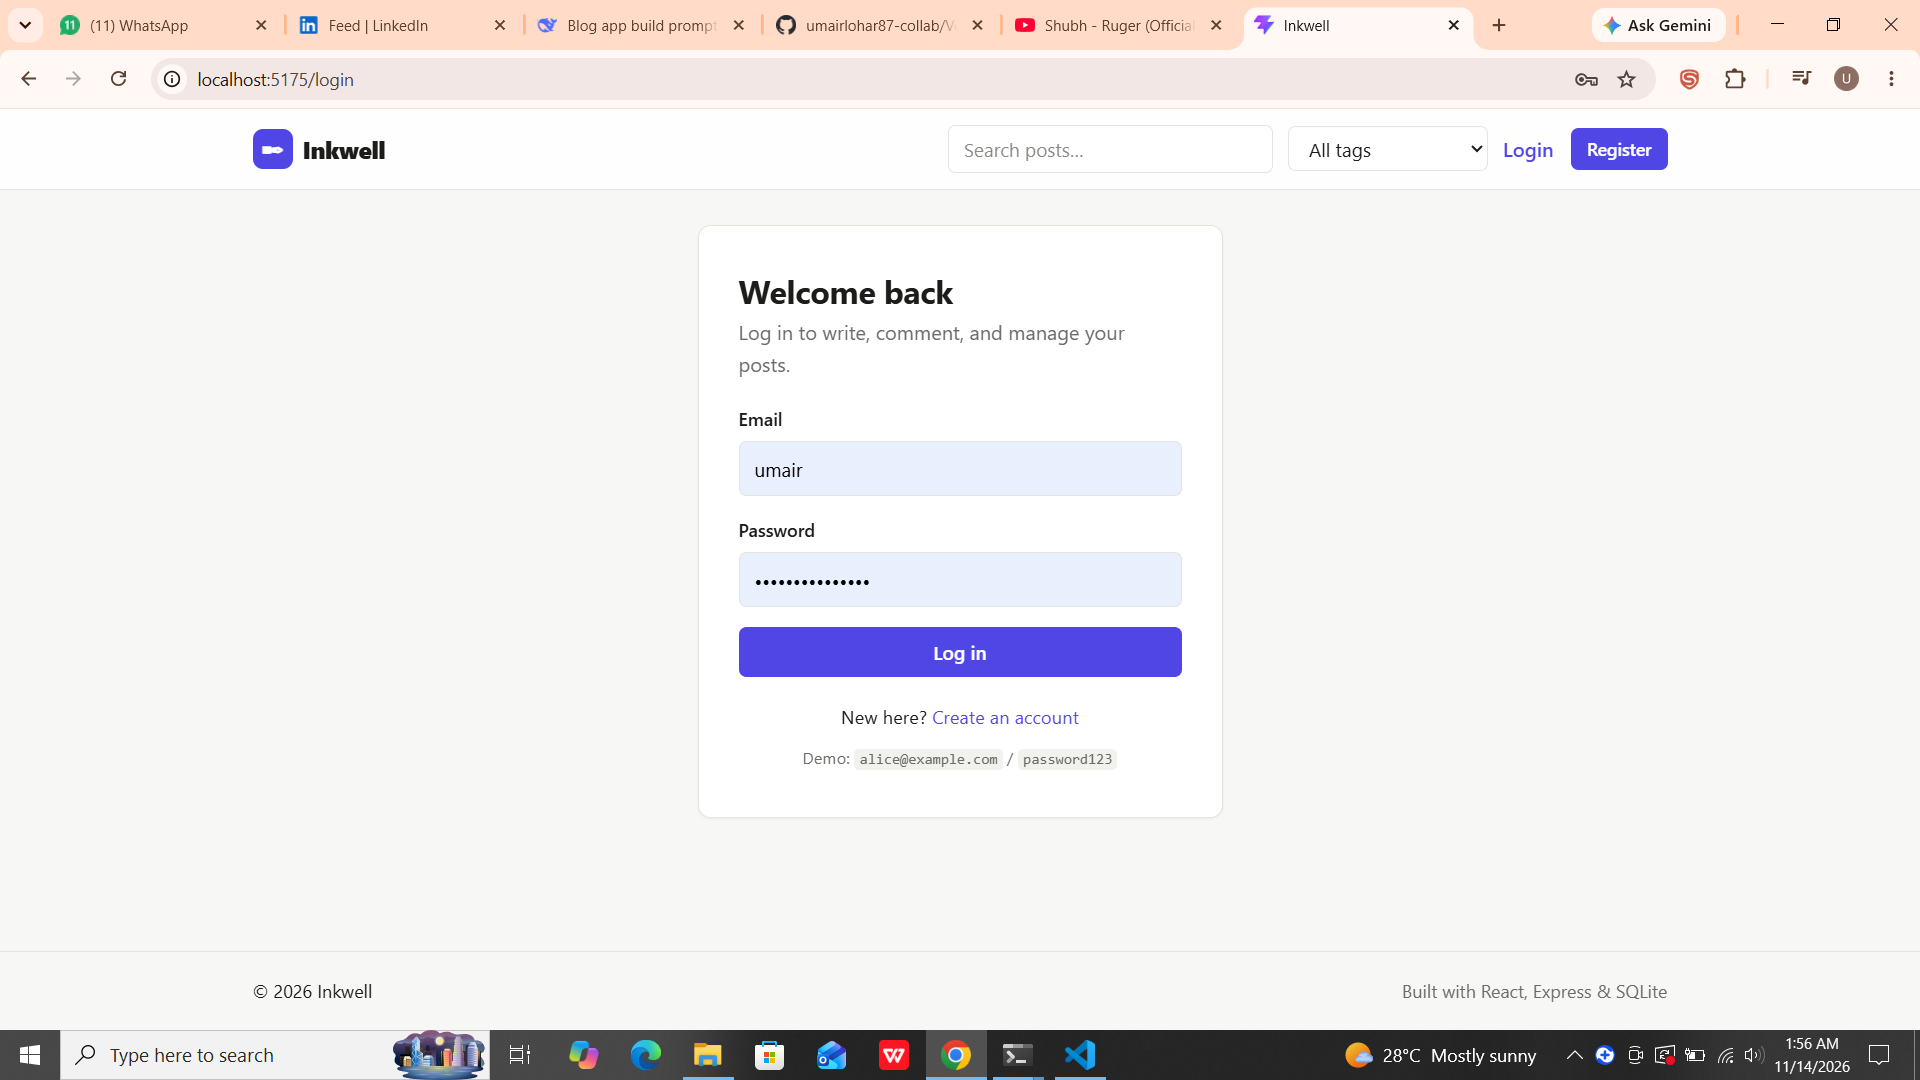 (11) WhatsApp
Feed | LinkedIn
Blog app build prompt
umairlohar87-collab/
Shubh - Ruger (Official
Inkwell
Ask Gemini
localhost:5175/login
U
Inkwell
Search posts...
All tags
Login
Register
Welcome back
Log in to write, comment, and manage your
posts.
Email
umair
Password
•••••••••••••••
Log in
New here? Create an account
Demo: alice@example.com / password123
© 2026 Inkwell
Built with React, Express & SQLite
Type here to search
28°C Mostly sunny
1:56 AM
11/14/2026